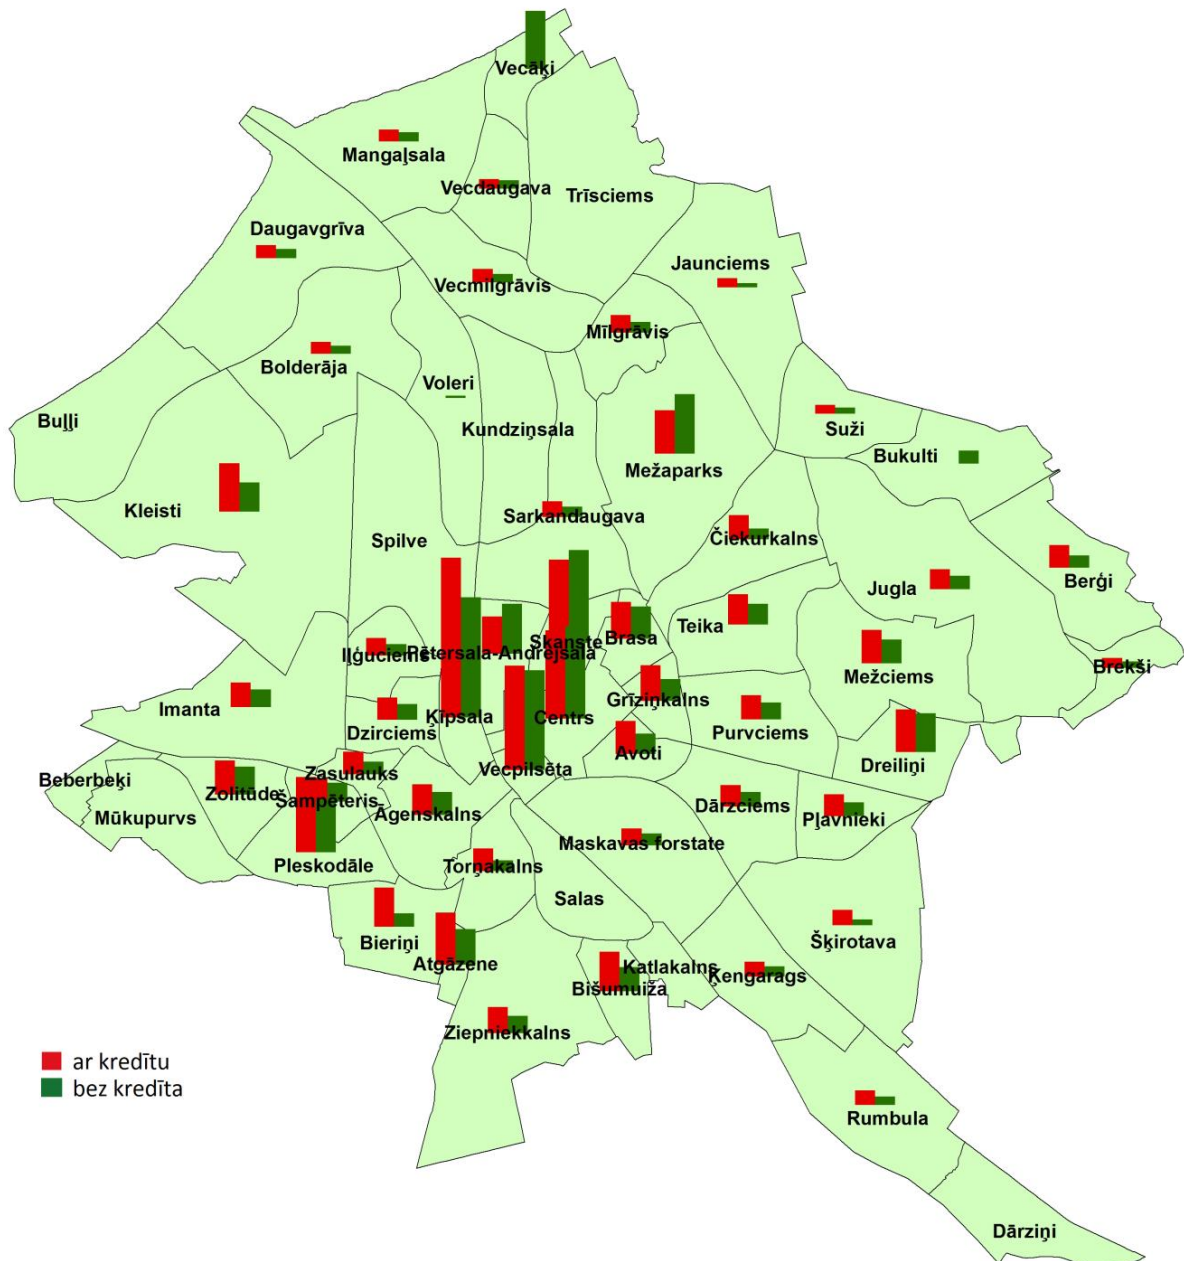 Vecāķi
Mangaļsala
Vecdaugava
Trīsciems
Daugavgrīva
Jaunciems
Vecmīlgrāvis
Mīlgrāvis
Bolderāja
Voleri
Buļļi
Kundziņsala
Suži
Bukulti
Mežaparks
Kleisti
Sarkandaugava
Spilve
Čiekurkalns
Berģi
Jugla
Teika
Skanste
Brasa
Iļģuciems
Pētersala-Andrejsala
Brekši
Mežciems
Imanta
Grīziņkalns
Dzirciems
Ķīpsala
Centrs
Purvciems
Avoti
Dreiliņi
Vecpilsēta
Beberbeķi
Zasulauks
Zolitūde
Šampēteris
Āgenskalns
Dārzciems
Mūkupurvs
Pļavnieki
Maskavas forstate
Pleskodāle
Torņakalns
Salas
Bieriņi
Šķirotava
Atgāzene
Katlakalns
Ķengarags
Bišumuiža
Ziepniekkalns
ar kredītu
bez kredīta
Rumbula
Dārziņi